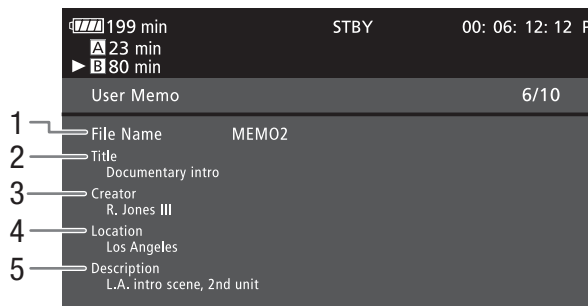 199 min STBY 00: 06: 12: 12
A 23 min
B 80 min
User Memo 6/10
1 File Name MEMO2
2 Title
Documentary intro
3 Creator
R. Jones III
4 Location
Los Angeles
5 Description
L.A. intro scene, 2nd unit